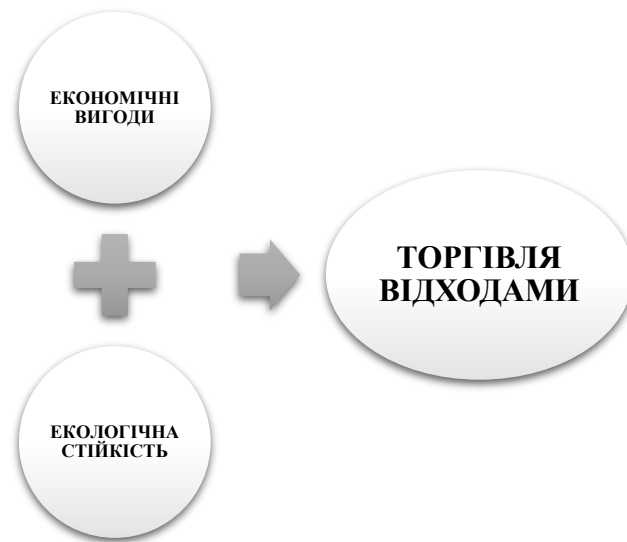 ЕКОНОМІЧНІ
ВИГОДИ
ТОРГІВЛЯ
ВІДХОДАМИ
ЕКОЛОГІЧНА
СТІЙКІСТЬ